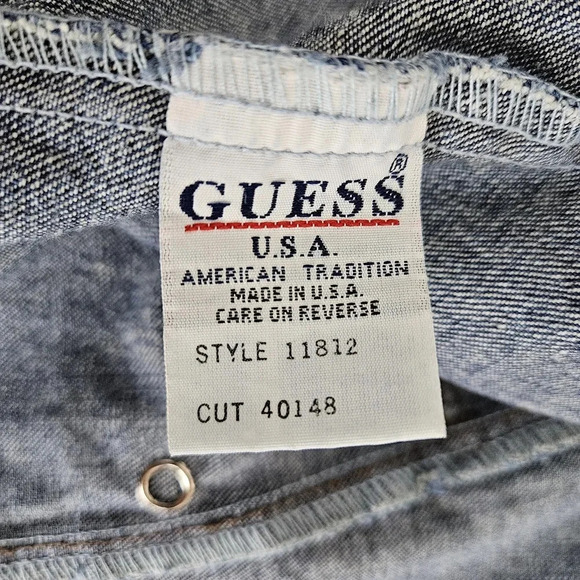 GUESS®
U.S.A.
AMERICAN TRADITION
MADE IN U.S.A.
CARE ON REVERSE
STYLE 11812
CUT 40148